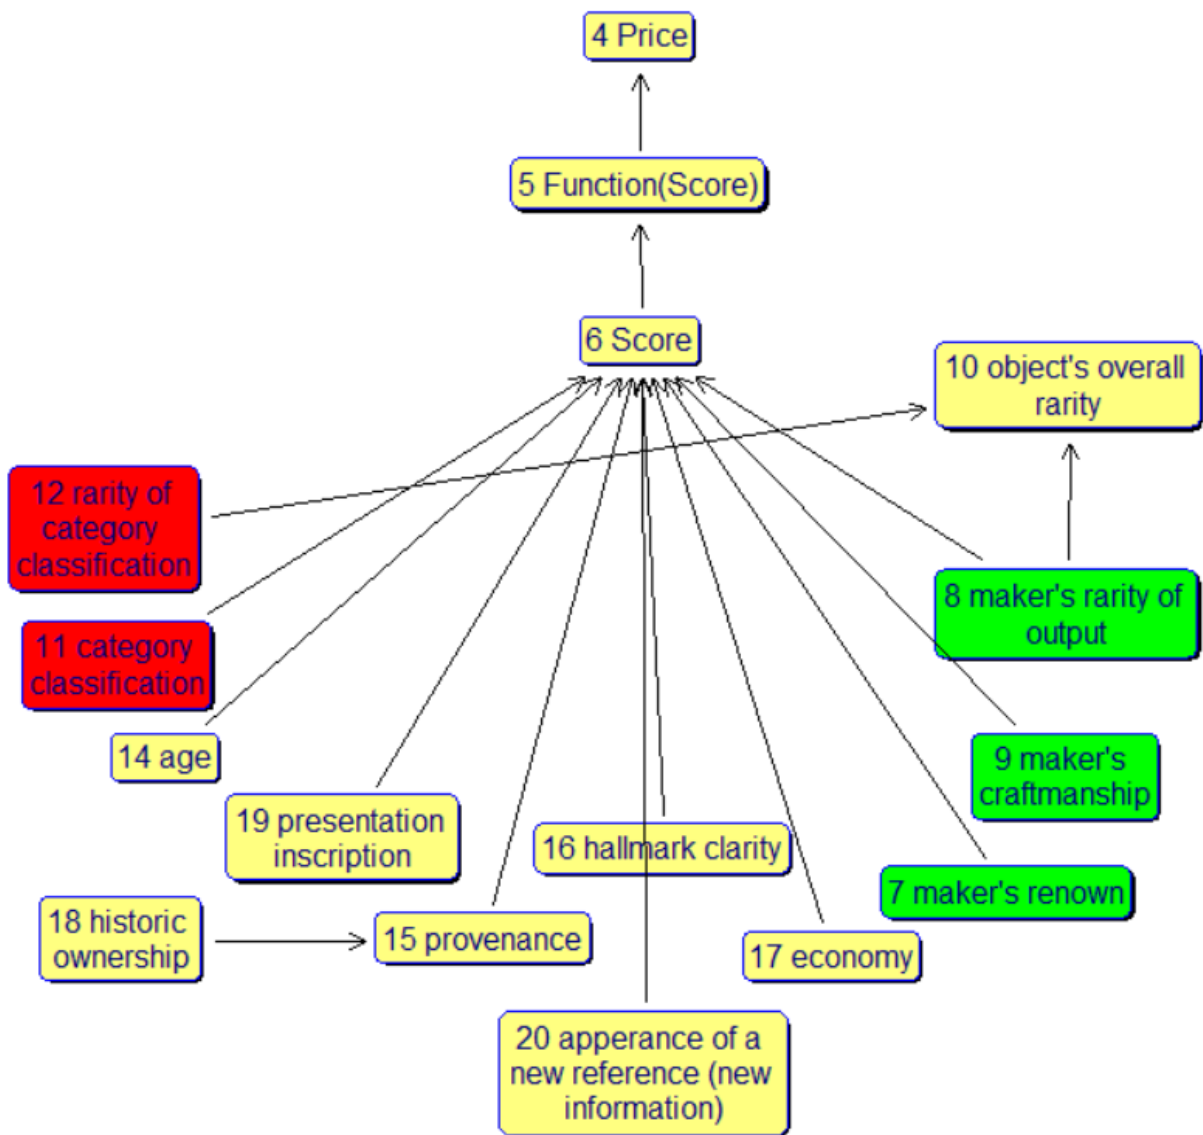 4 Price
5 Function(Score)
6 Score
10 object's overall
rarity
12 rarity of
category
classification
8 maker's rarity of
output
11 category
classification
14 age
9 maker's
craftmanship
19 presentation
inscription
16 hallmark clarity
7 maker's renown
18 historic
ownership
15 provenance
17 economy
20 apperance of a
new reference (new
information)